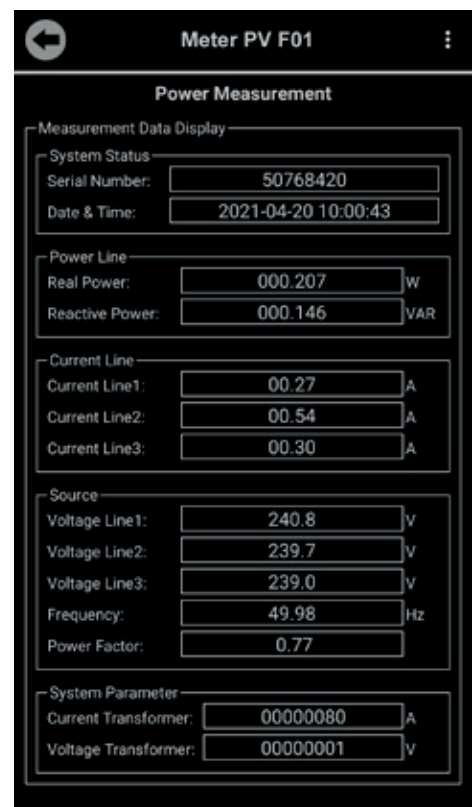 Meter PV F01
Power Measurement
Measurement Data Display
System Status
Serial Number: 50768420
Date & Time: 2021-04-20 10:00:43
Power Line
Real Power: 000.207 W
Reactive Power: 000.146 VAR
Current Line
Current Line1: 00.27 A
Current Line2: 00.54 A
Current Line3: 00.30 A
Source
Voltage Line1: 240.8 V
Voltage Line2: 239.7 V
Voltage Line3: 239.0 V
Frequency: 49.98 Hz
Power Factor: 0.77
System Parameter
Current Transformer: 00000080 A
Voltage Transformer: 00000001 V